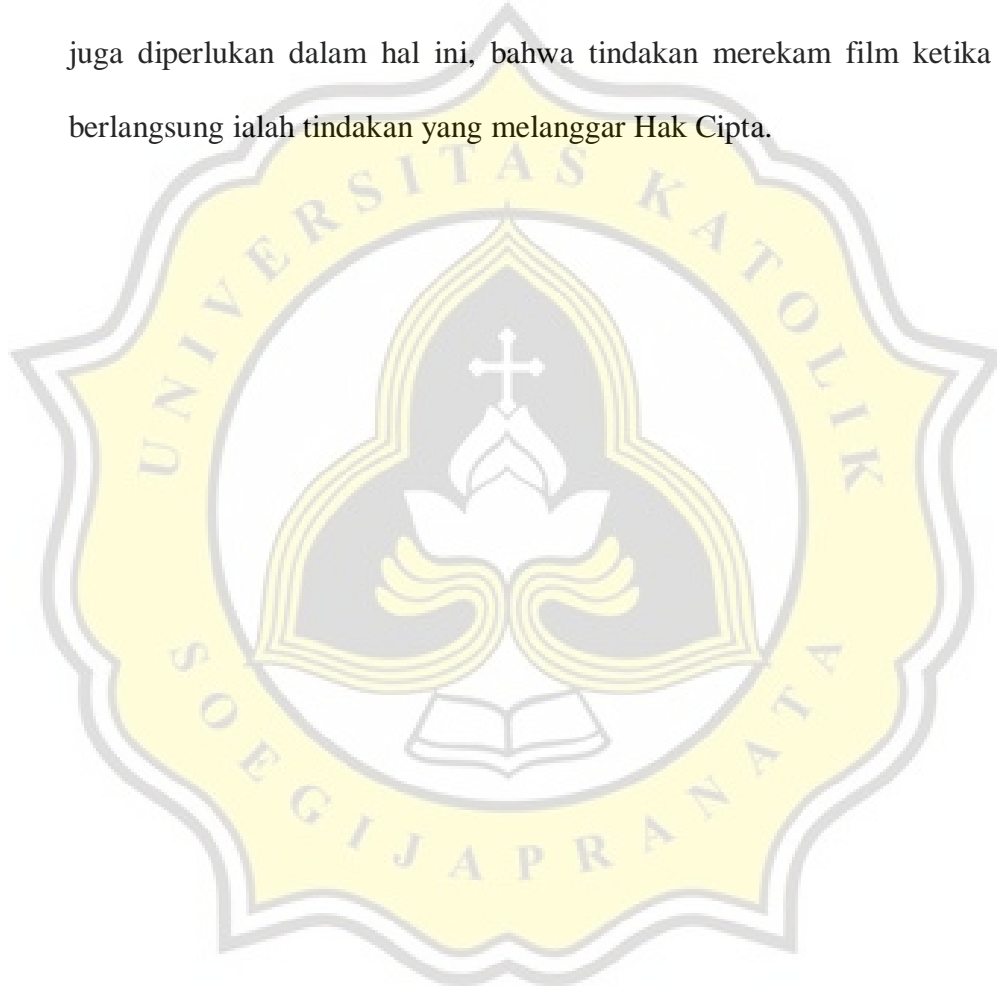 juga diperlukan dalam hal ini, bahwa tindakan merekam film ketika
berlangsung ialah tindakan yang melanggar Hak Cipta.
UNIVERSITAS KATOLIK
SOEGIJAPRANATA